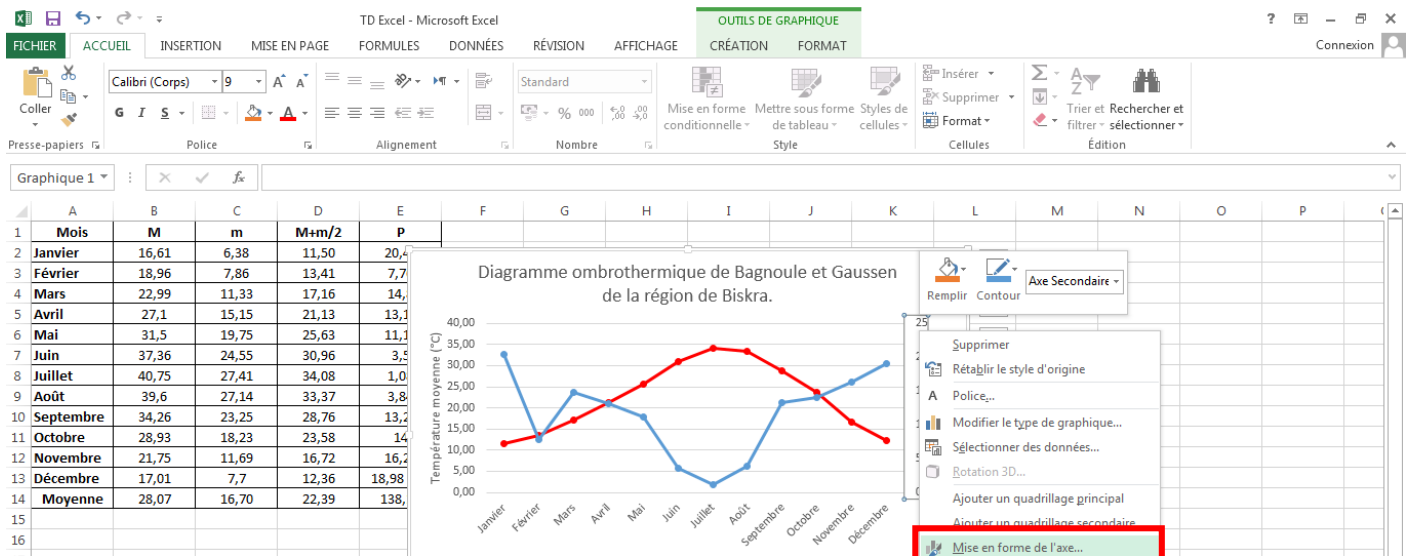 TD Excel - Microsoft Excel
OUTILS DE GRAPHIQUE
?
FICHIER ACCUEIL INSERTION MISE EN PAGE FORMULES DONNÉES RÉVISION AFFICHAGE CRÉATION FORMAT Connexion
Coller
Calibri (Corps) 9
G I S
Standard
% 000
Mise en forme conditionnelle
Mettre sous forme de tableau
Styles de cellules
Insérer
Supprimer
Format
Trier et filtrer
Rechercher et sélectionner
Presse-papiers Police Alignement Nombre Style Cellules Édition
Graphique 1 fx
A B C D E F G H I J K L M N O P
1 Mois M m M+m/2 P
2 Janvier 16,61 6,38 11,50
3 Février 18,96 7,86 13,41
4 Mars 22,99 11,33 17,16
5 Avril 27,1 15,15 21,13
6 Mai 31,5 19,75 25,63
7 Juin 37,36 24,55 30,96
8 Juillet 40,75 27,41 34,08
9 Août 39,6 27,14 33,37
10 Septembre 34,26 23,25 28,76
11 Octobre 28,93 18,23 23,58
12 Novembre 21,75 11,69 16,72
13 Décembre 17,01 7,7 12,36 18,98
14 Moyenne 28,07 16,70 22,39
15
16
Diagramme ombrothermique de Bagnoule et Gaussen
de la région de Biskra.
Température moyenne (°C)
40,00
35,00
30,00
25,00
20,00
15,00
10,00
5,00
0,00
Janvier Février Mars Avril Mai Juin Juillet Août Septembre Octobre Novembre Décembre
25
Remplir Contour Axe Secondaire
Supprimer
Rétablir le style d'origine
Police...
Modifier le type de graphique...
Sélectionner des données...
Rotation 3D...
Ajouter un quadrillage principal
Ajouter un quadrillage secondaire
Mise en forme de l'axe...